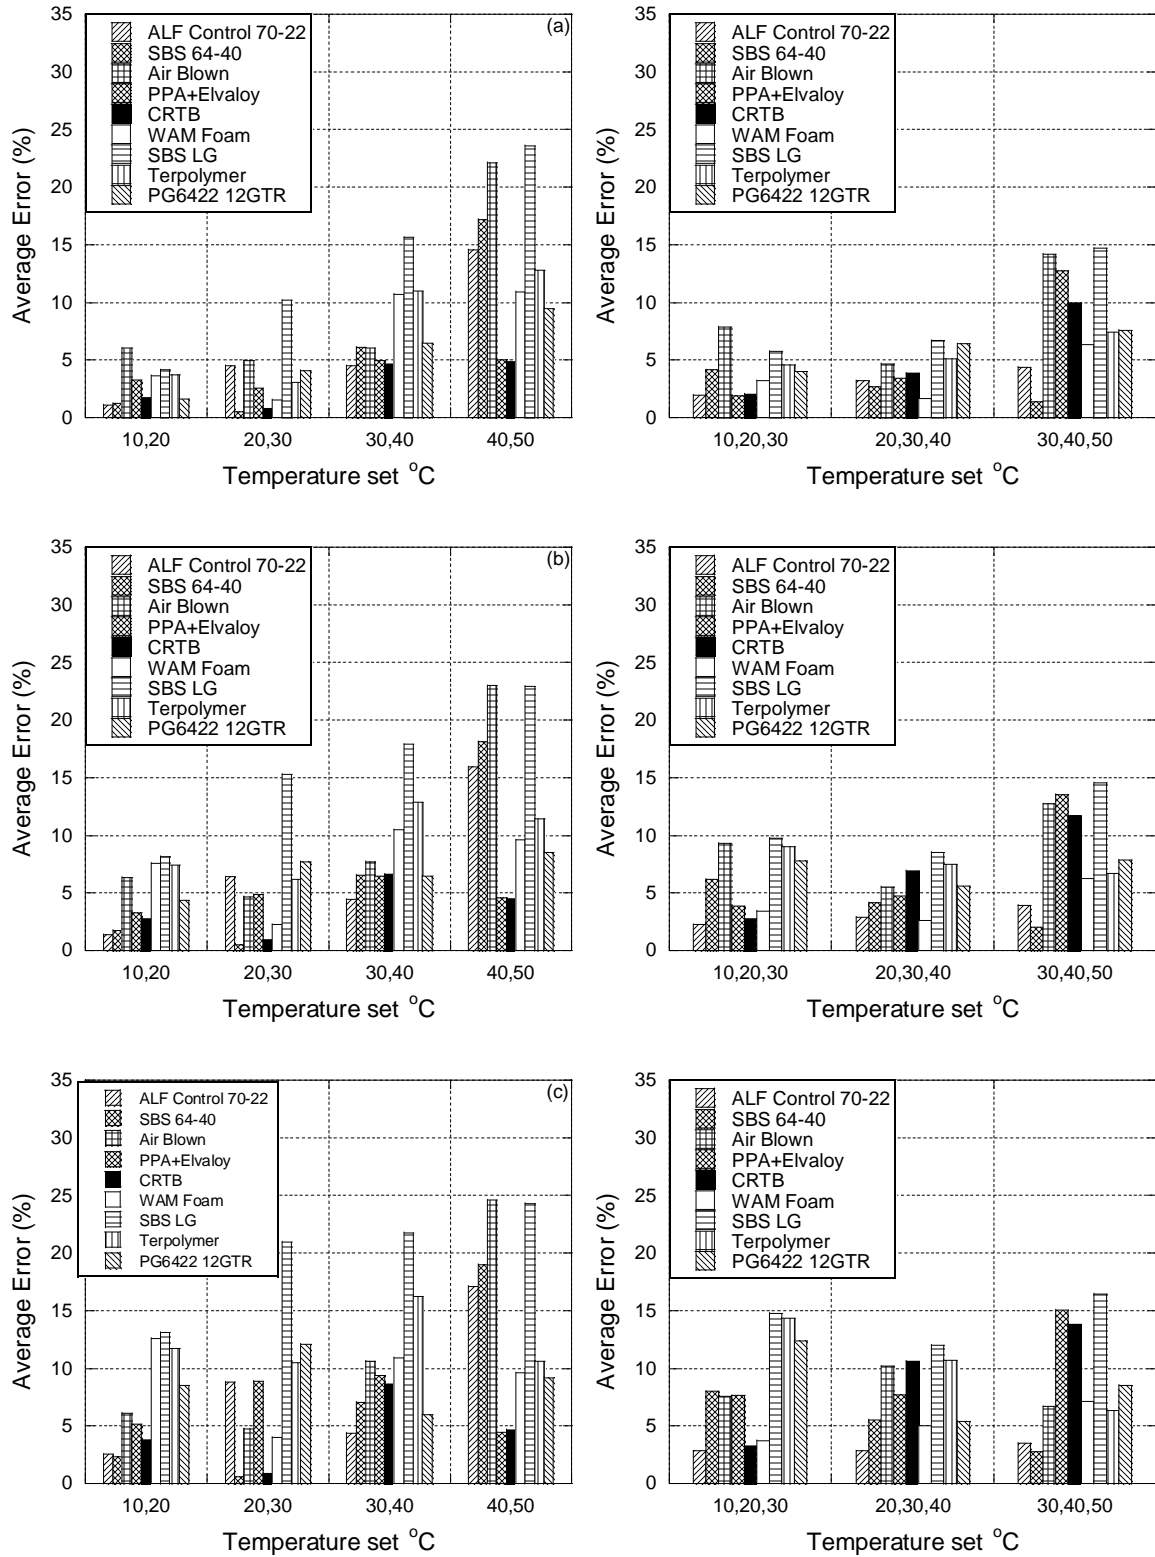 (a)
35
30
25
20
15
10
5
0
Average Error (%)
ALF Control 70-22
SBS 64-40
Air Blown
PPA+Elvaloy
CRTB
WAM Foam
SBS LG
Terpolymer
PG6422 12GTR
10,20 20,30 30,40 40,50
Temperature set °C
35
30
25
20
15
10
5
0
Average Error (%)
ALF Control 70-22
SBS 64-40
Air Blown
PPA+Elvaloy
CRTB
WAM Foam
SBS LG
Terpolymer
PG6422 12GTR
10,20,30 20,30,40 30,40,50
Temperature set °C
(b)
35
30
25
20
15
10
5
0
Average Error (%)
ALF Control 70-22
SBS 64-40
Air Blown
PPA+Elvaloy
CRTB
WAM Foam
SBS LG
Terpolymer
PG6422 12GTR
10,20 20,30 30,40 40,50
Temperature set °C
35
30
25
20
15
10
5
0
Average Error (%)
ALF Control 70-22
SBS 64-40
Air Blown
PPA+Elvaloy
CRTB
WAM Foam
SBS LG
Terpolymer
PG6422 12GTR
10,20,30 20,30,40 30,40,50
Temperature set °C
(c)
35
30
25
20
15
10
5
0
Average Error (%)
ALF Control 70-22
SBS 64-40
Air Blown
PPA+Elvaloy
CRTB
WAM Foam
SBS LG
Terpolymer
PG6422 12GTR
10,20 20,30 30,40 40,50
Temperature set °C
35
30
25
20
15
10
5
0
Average Error (%)
ALF Control 70-22
SBS 64-40
Air Blown
PPA+Elvaloy
CRTB
WAM Foam
SBS LG
Terpolymer
PG6422 12GTR
10,20,30 20,30,40 30,40,50
Temperature set °C